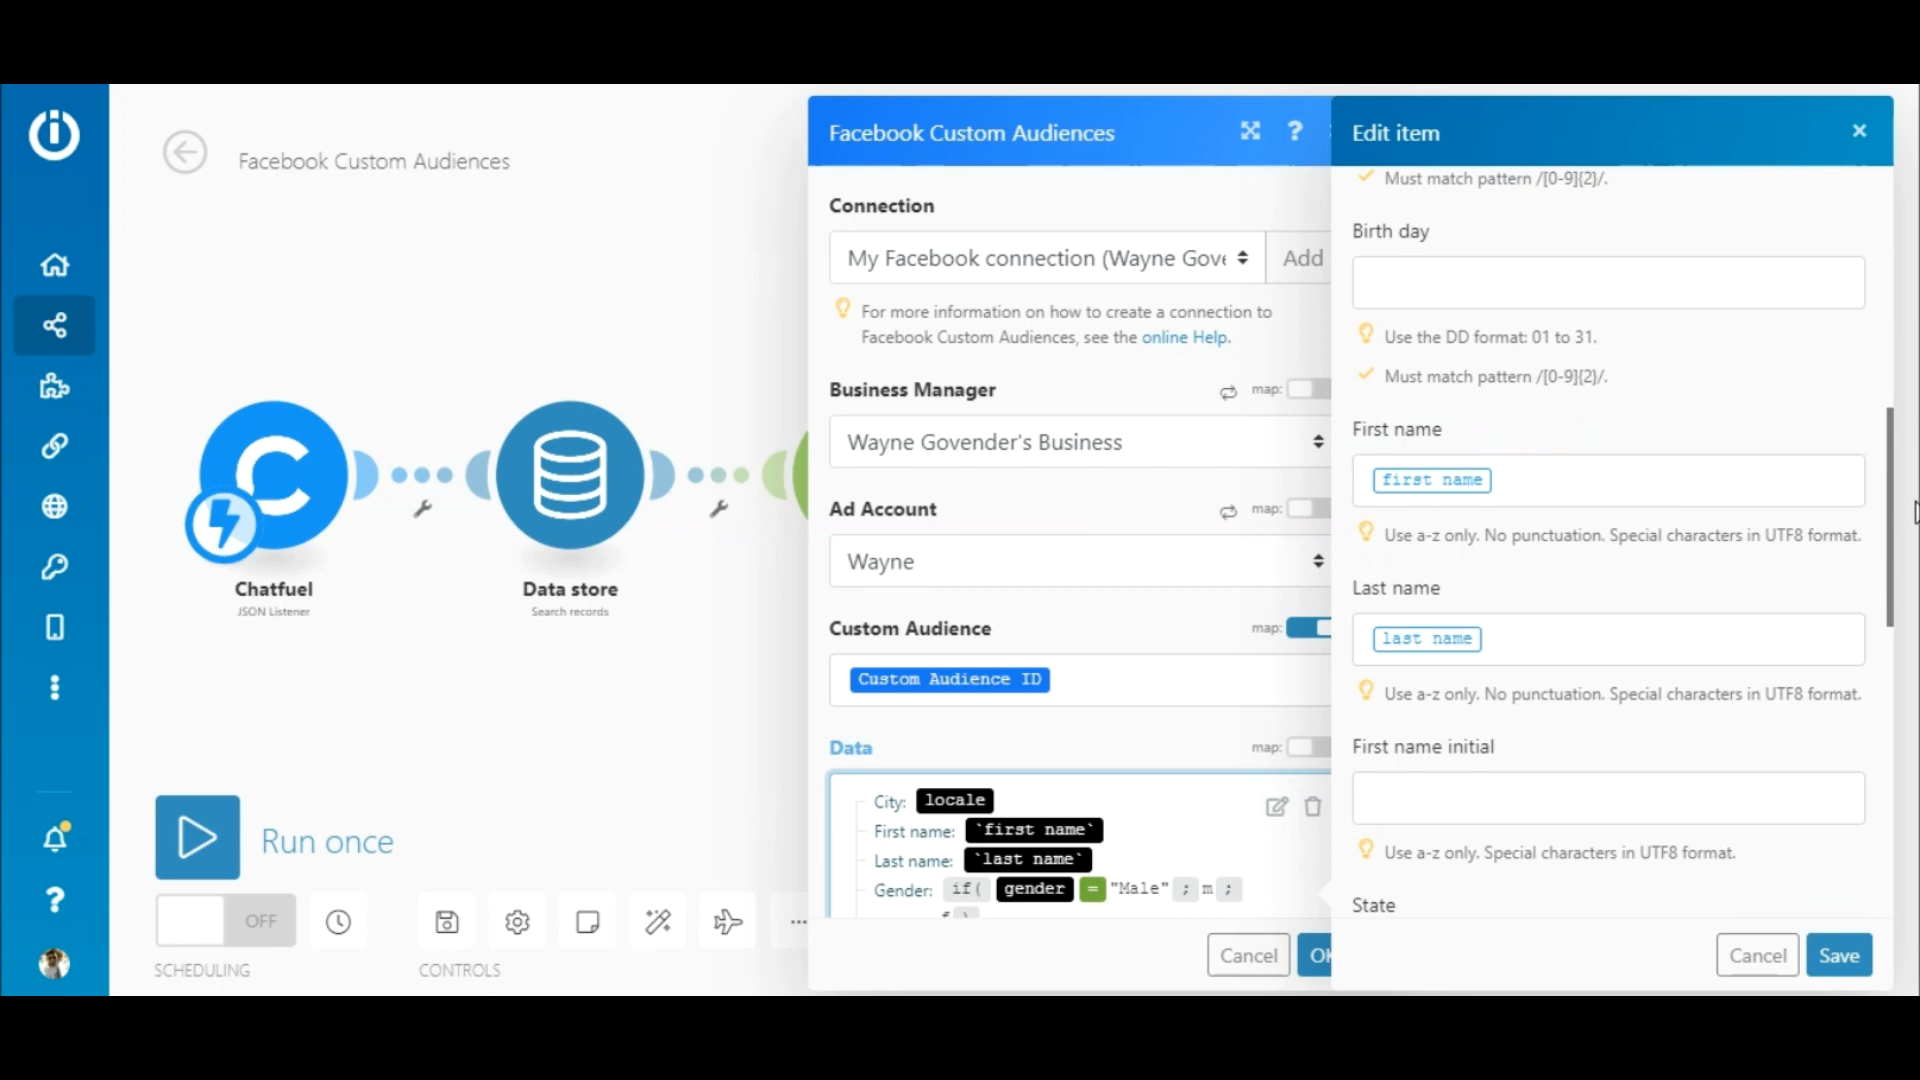 Facebook Custom Audiences
Chatfuel
JSON Listener
Data store
Search records
Run once
OFF
SCHEDULING
CONTROLS
Facebook Custom Audiences
?
Connection
My Facebook connection (Wayne Gove
Add
For more information on how to create a connection to
Facebook Custom Audiences, see the online Help.
Business Manager
map:
Wayne Govender's Business
Ad Account
map:
Wayne
Custom Audience
map:
Custom Audience ID
Data
map:
City: locale
First name: `first name`
Last name: `last name`
Gender: if( gender = "Male" ; m ;
f )
Cancel
OK
Edit item
Must match pattern /[0-9]{2}/.
Birth day
Use the DD format: 01 to 31.
Must match pattern /[0-9]{2}/.
First name
first name
Use a-z only. No punctuation. Special characters in UTF8 format.
Last name
last name
Use a-z only. No punctuation. Special characters in UTF8 format.
First name initial
Use a-z only. Special characters in UTF8 format.
State
Cancel
Save